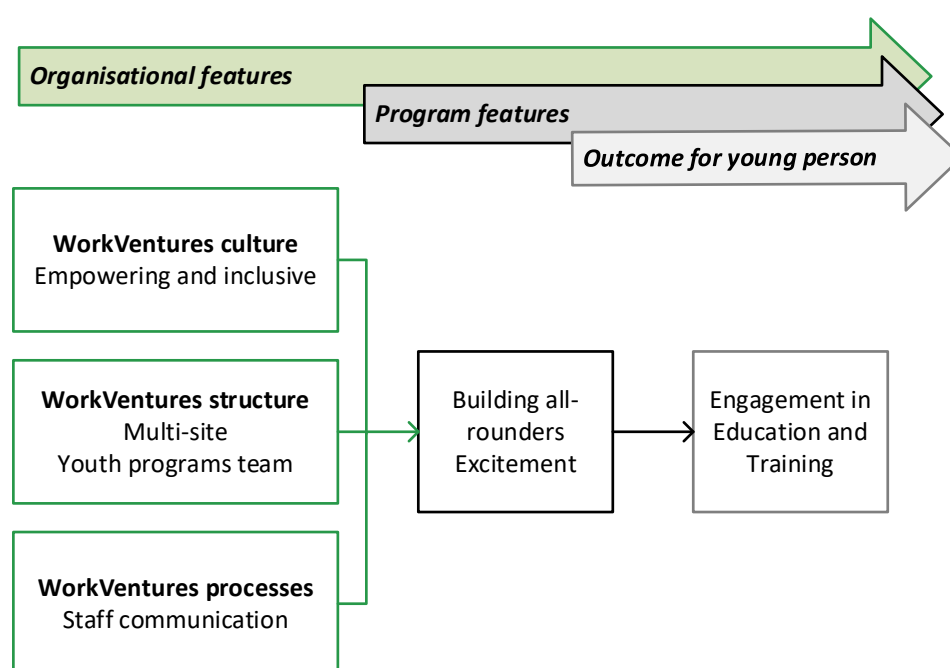 Organisational features
Program features
Outcome for young person
WorkVentures culture
Empowering and inclusive
WorkVentures structure
Multi-site
Youth programs team
WorkVentures processes
Staff communication
Building all-
rounders
Excitement
Engagement in
Education and
Training